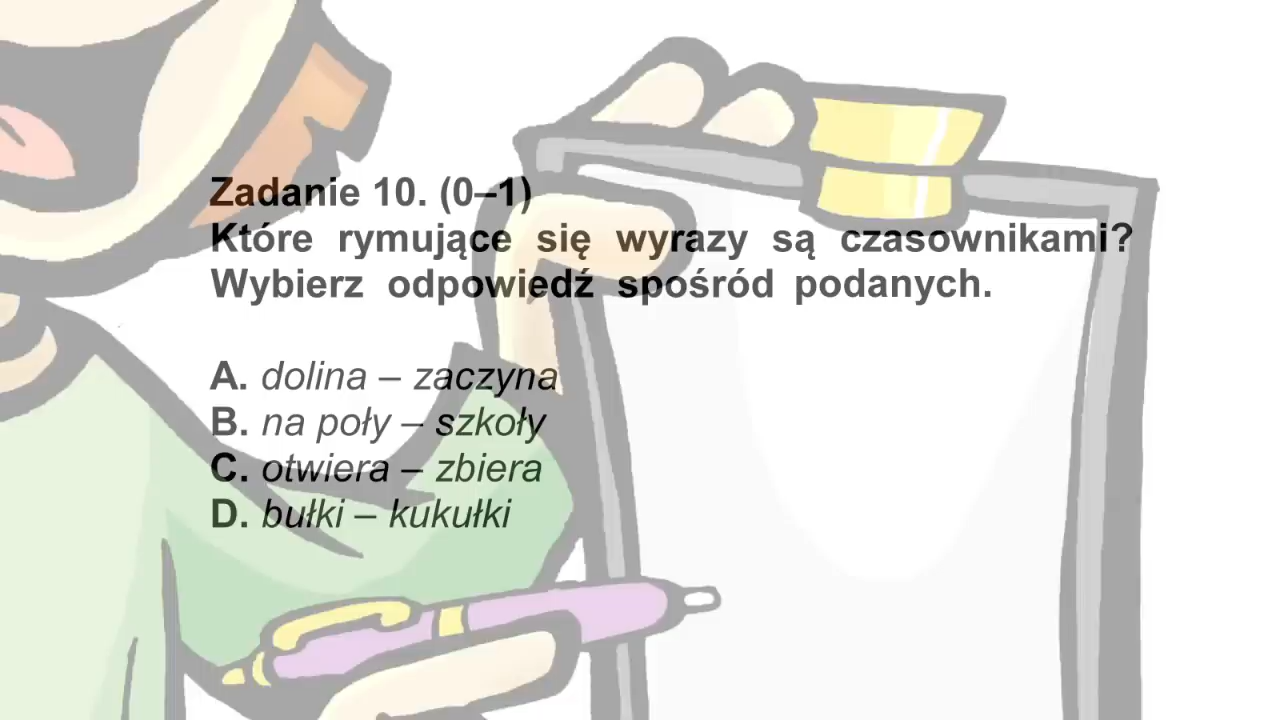 Zadanie 10. (0–1)
Które rymujące się wyrazy są czasownikami?
Wybierz odpowiedź spośród podanych.
A. dolina – zaczyna
B. na poły – szkoły
C. otwiera – zbiera
D. bułki – kukułki